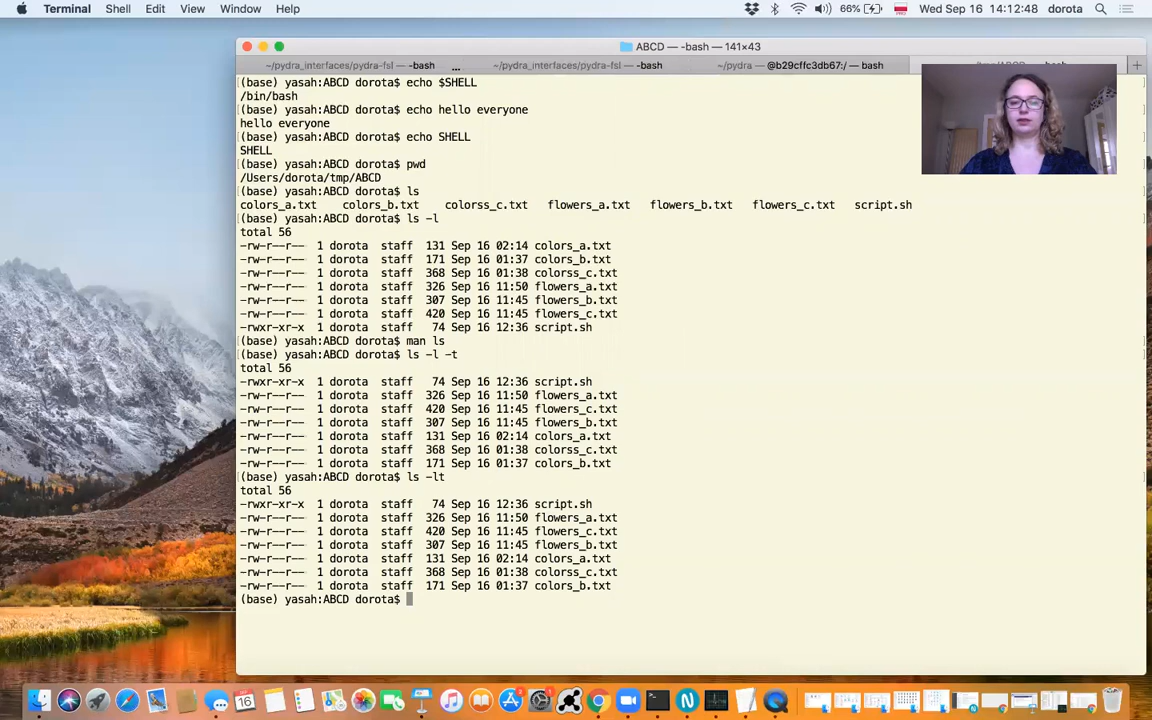 Terminal Shell Edit View Window Help 66% Wed Sep 16 14:12:48 dorota
ABCD — -bash — 141×43
~/pydra_interfaces/pydra-fsl — -bash ... ~/pydra_interfaces/pydra-fsl — -bash ~/pydra — @b29cffc3db67:/ — bash
(base) yasah:ABCD dorota$ echo $SHELL
/bin/bash
(base) yasah:ABCD dorota$ echo hello everyone
hello everyone
(base) yasah:ABCD dorota$ echo SHELL
SHELL
(base) yasah:ABCD dorota$ pwd
/Users/dorota/tmp/ABCD
(base) yasah:ABCD dorota$ ls
colors_a.txt colors_b.txt colorss_c.txt flowers_a.txt flowers_b.txt flowers_c.txt script.sh
(base) yasah:ABCD dorota$ ls -l
total 56
-rw-r--r-- 1 dorota staff 131 Sep 16 02:14 colors_a.txt
-rw-r--r-- 1 dorota staff 171 Sep 16 01:37 colors_b.txt
-rw-r--r-- 1 dorota staff 368 Sep 16 01:38 colorss_c.txt
-rw-r--r-- 1 dorota staff 326 Sep 16 11:50 flowers_a.txt
-rw-r--r-- 1 dorota staff 307 Sep 16 11:45 flowers_b.txt
-rw-r--r-- 1 dorota staff 420 Sep 16 11:45 flowers_c.txt
-rwxr-xr-x 1 dorota staff 74 Sep 16 12:36 script.sh
(base) yasah:ABCD dorota$ man ls
(base) yasah:ABCD dorota$ ls -l -t
total 56
-rwxr-xr-x 1 dorota staff 74 Sep 16 12:36 script.sh
-rw-r--r-- 1 dorota staff 326 Sep 16 11:50 flowers_a.txt
-rw-r--r-- 1 dorota staff 420 Sep 16 11:45 flowers_c.txt
-rw-r--r-- 1 dorota staff 307 Sep 16 11:45 flowers_b.txt
-rw-r--r-- 1 dorota staff 131 Sep 16 02:14 colors_a.txt
-rw-r--r-- 1 dorota staff 368 Sep 16 01:38 colorss_c.txt
-rw-r--r-- 1 dorota staff 171 Sep 16 01:37 colors_b.txt
(base) yasah:ABCD dorota$ ls -lt
total 56
-rwxr-xr-x 1 dorota staff 74 Sep 16 12:36 script.sh
-rw-r--r-- 1 dorota staff 326 Sep 16 11:50 flowers_a.txt
-rw-r--r-- 1 dorota staff 420 Sep 16 11:45 flowers_c.txt
-rw-r--r-- 1 dorota staff 307 Sep 16 11:45 flowers_b.txt
-rw-r--r-- 1 dorota staff 131 Sep 16 02:14 colors_a.txt
-rw-r--r-- 1 dorota staff 368 Sep 16 01:38 colorss_c.txt
-rw-r--r-- 1 dorota staff 171 Sep 16 01:37 colors_b.txt
(base) yasah:ABCD dorota$